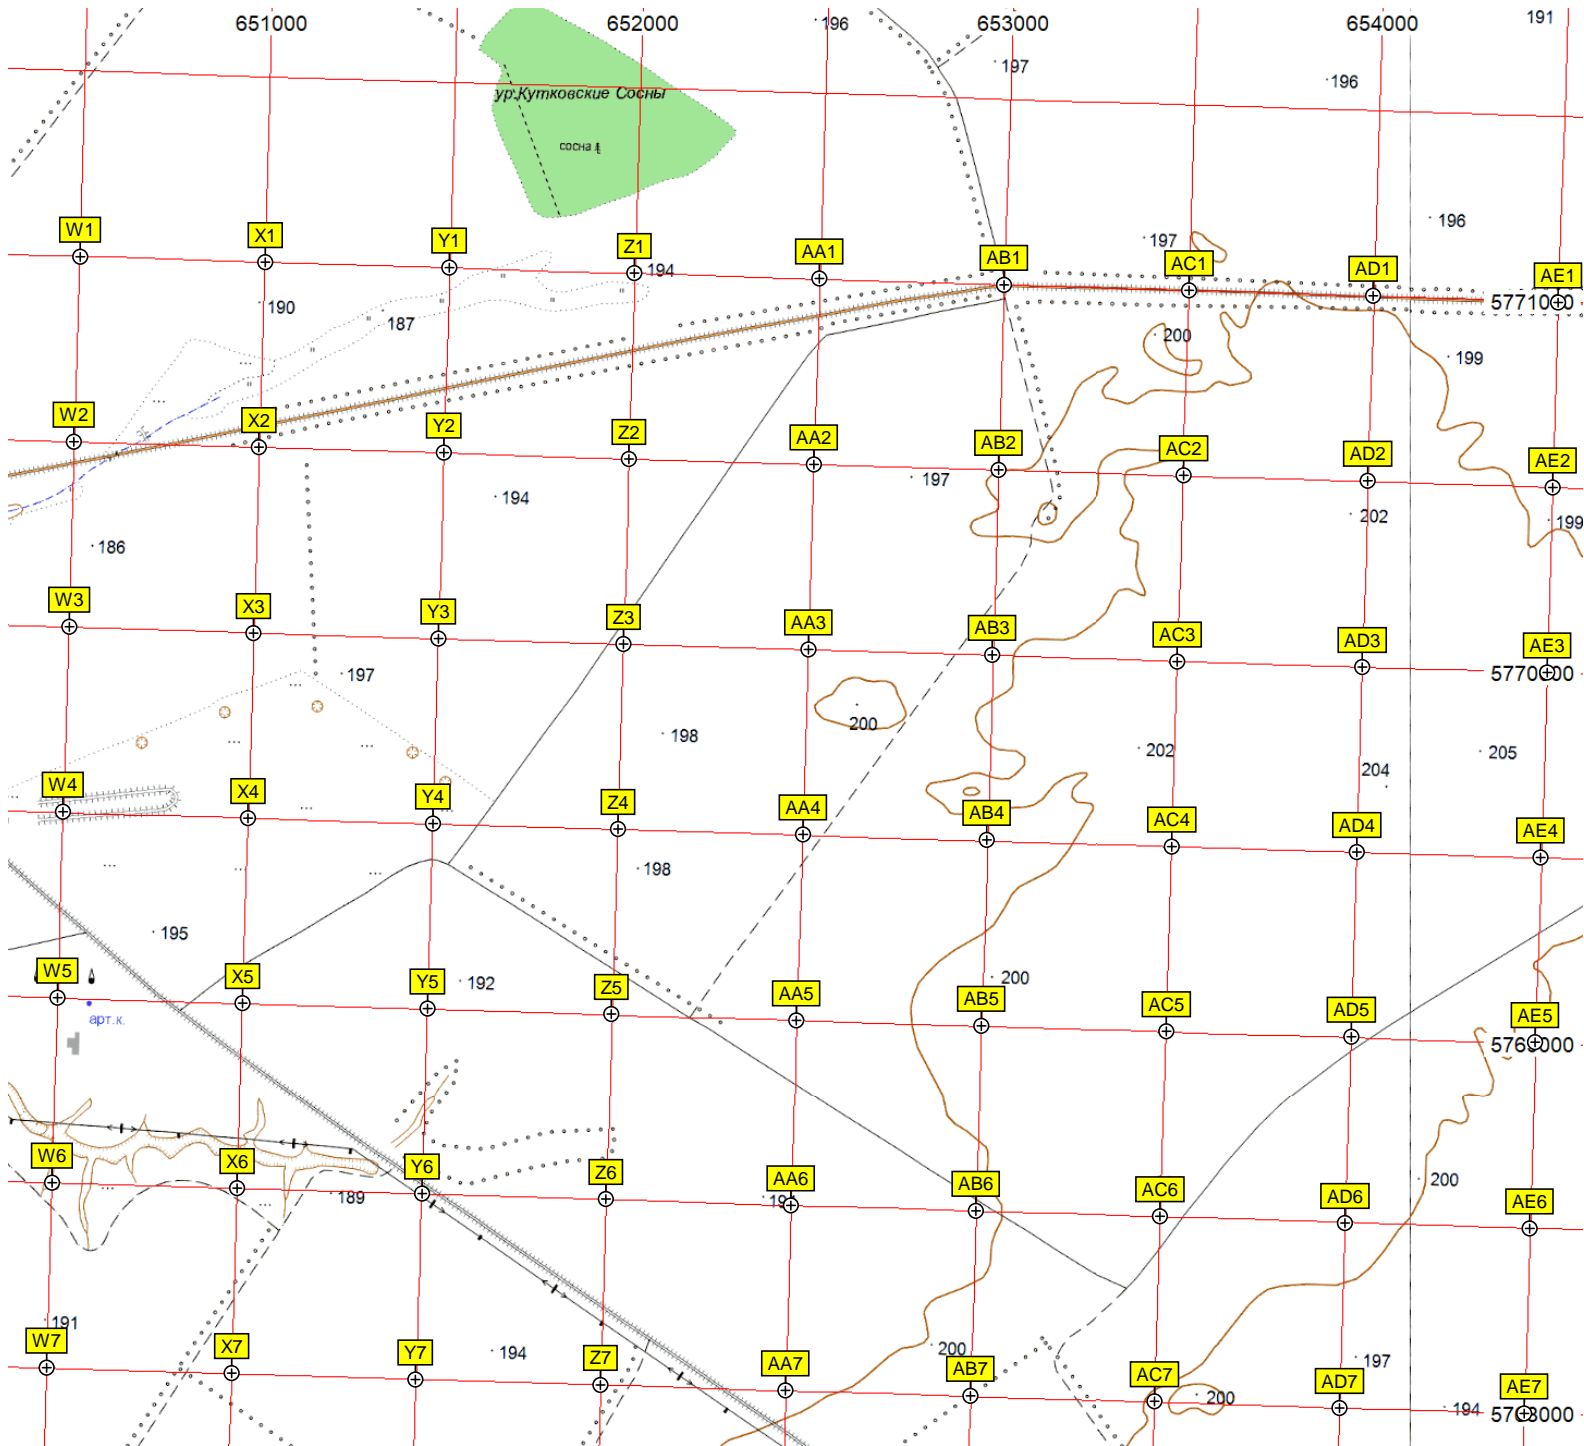 651000 652000 196 653000 654000 191
197 196
ур.Кутковские Сосны
сосна
196
W1 X1 Y1 Z1 AA1 AB1 197 AC1 AD1 AE1
194
190 187 5771000
200 199
W2 X2 Y2 Z2 AA2 AB2 AC2 AD2 AE2
194 197 202 199
186
W3 X3 Y3 Z3 AA3 AB3 AC3 AD3 AE3
197
200 198 202 204 205
W4 X4 Y4 Z4 AA4 AB4 AC4 AD4 AE4
198
195
W5 X5 Y5 192 Z5 AA5 AB5 200 AC5 AD5 AE5
арт.к.
W6 X6 Y6 Z6 AA6 AB6 AC6 AD6 200 AE6
189
191
W7 X7 Y7 194 Z7 AA7 200 AB7 AC7 AD7 197 AE7
200 194